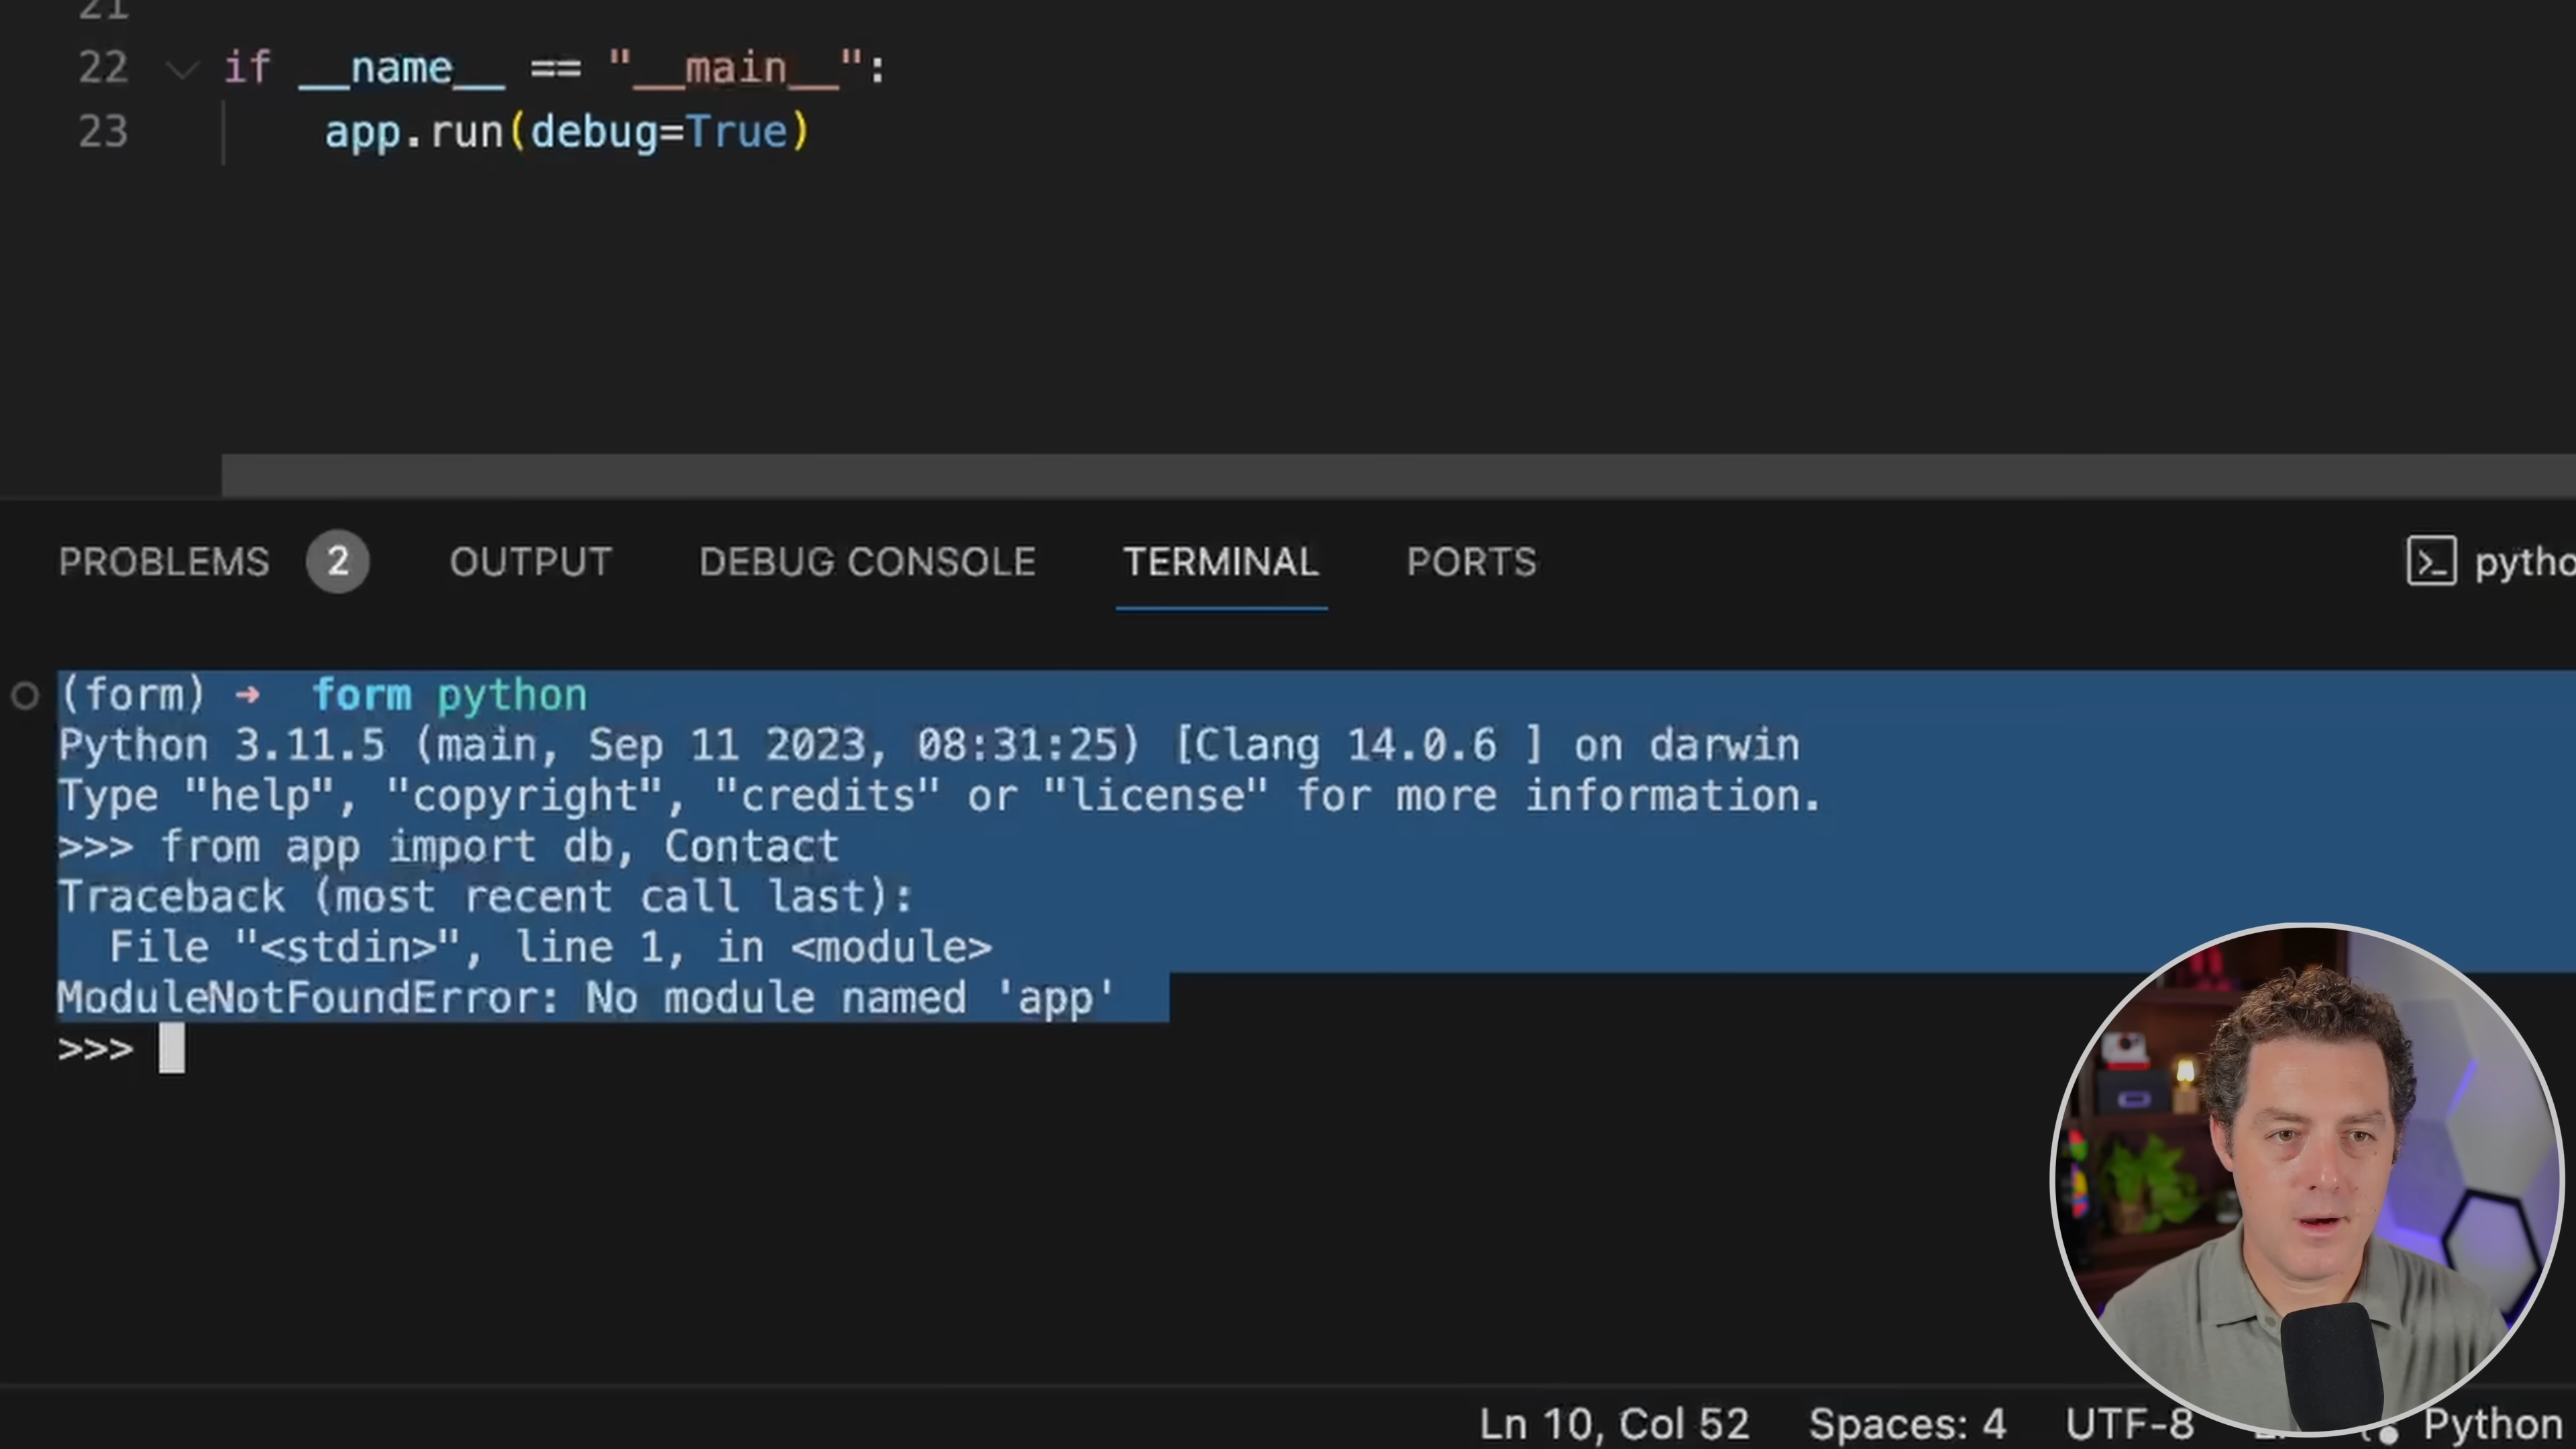 21
22 if __name__ == "__main__":
23 app.run(debug=True)
PROBLEMS 2 OUTPUT DEBUG CONSOLE TERMINAL PORTS
(form) ➜ form python
Python 3.11.5 (main, Sep 11 2023, 08:31:25) [Clang 14.0.6 ] on darwin
Type "help", "copyright", "credits" or "license" for more information.
>>> from app import db, Contact
Traceback (most recent call last):
  File "<stdin>", line 1, in <module>
ModuleNotFoundError: No module named 'app'
>>>
Ln 10, Col 52 Spaces: 4 UTF-8 Python